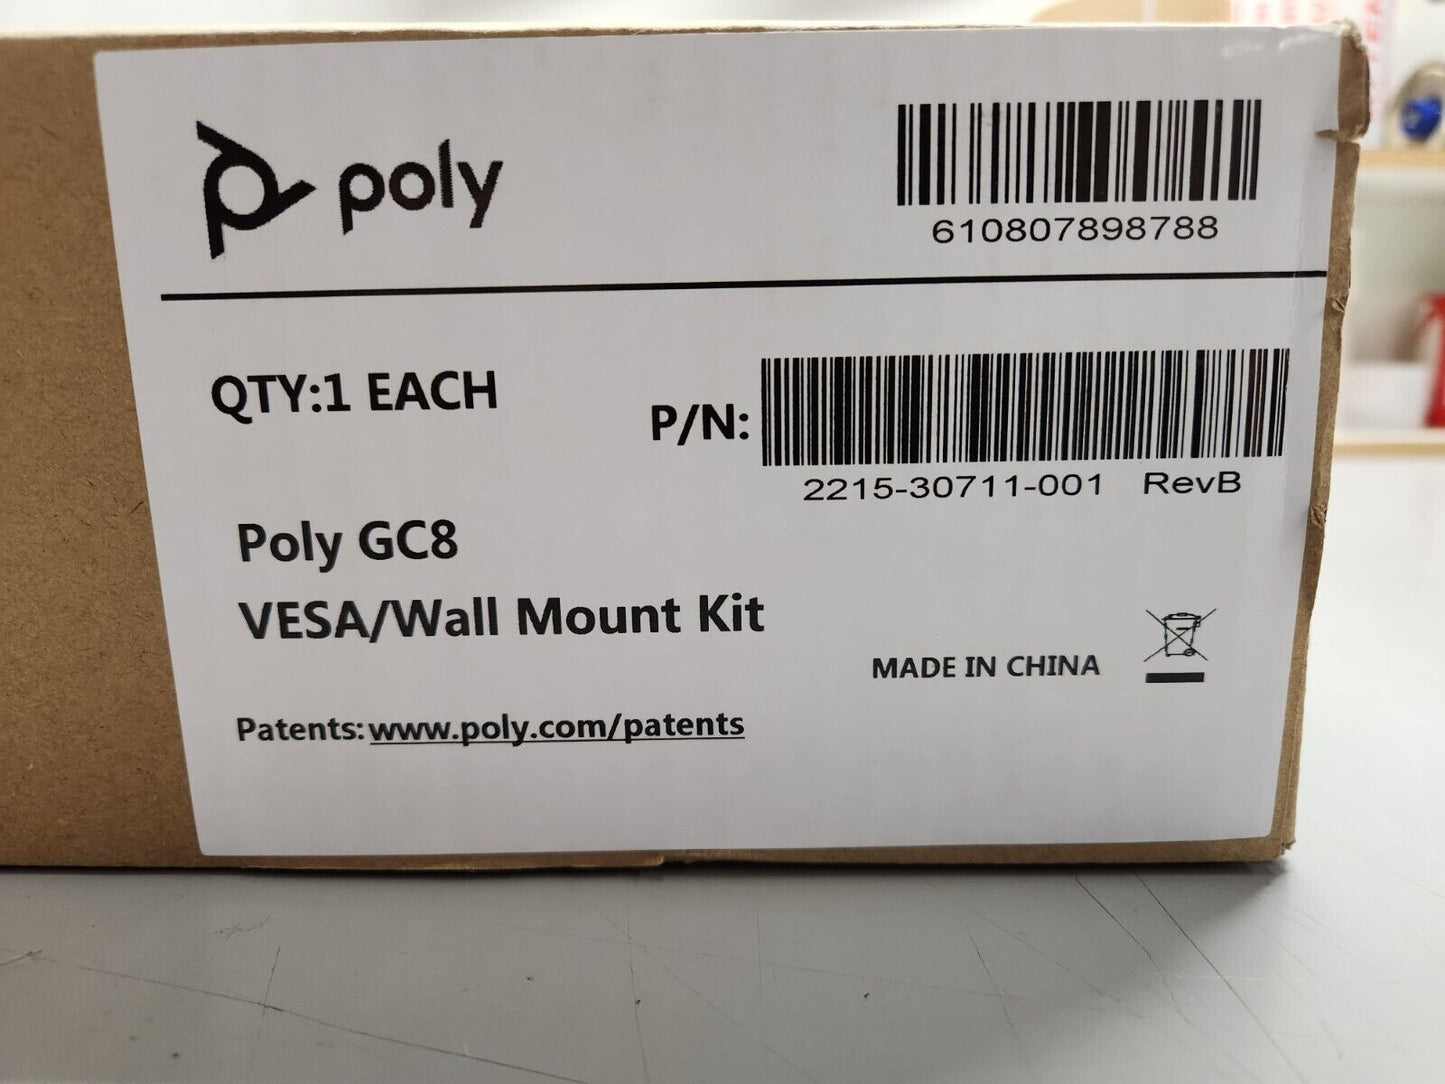 poly
610807898788
QTY:1 EACH
P/N:
2215-30711-001 RevB
Poly GC8
VESA/Wall Mount Kit
MADE IN CHINA
Patents:www.poly.com/patents